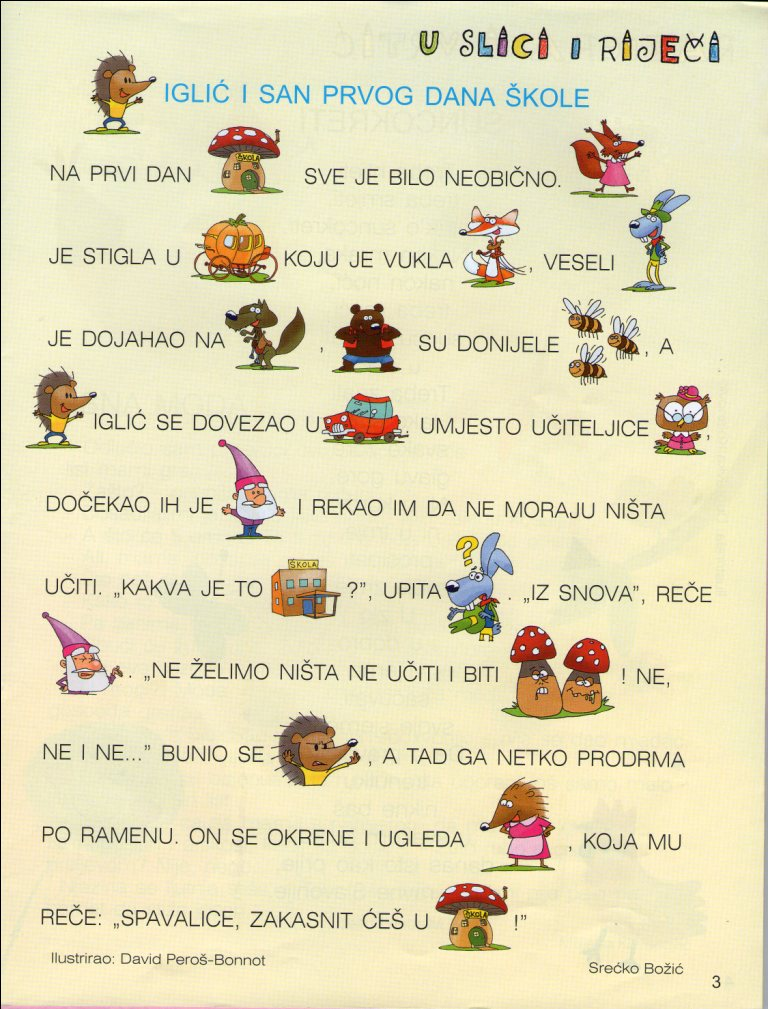 U SLICI I RIJEČI
IGLIĆ I SAN PRVOG DANA ŠKOLE
NA PRVI DAN ŠKOLA SVE JE BILO NEOBIČNO.
JE STIGLA U KOJU JE VUKLA , VESELI
JE DOJAHAO NA , SU DONIJELE , A
IGLIĆ SE DOVEZAO U UMJESTO UČITELJICE ,
DOČEKAO IH JE I REKAO IM DA NE MORAJU NIŠTA
UČITI. „KAKVA JE TO ŠKOLA ?”, UPITA ? . „IZ SNOVA”, REČE
. „NE ŽELIMO NIŠTA NE UČITI I BITI ! NE,
NE I NE...” BUNIO SE , A TAD GA NETKO PRODRMA
PO RAMENU. ON SE OKRENE I UGLEDA , KOJA MU
REČE: „SPAVALICE, ZAKASNIT ĆEŠ U ŠKOLA !”
Ilustrirao: David Peroš-Bonnot
Srećko Božić
3